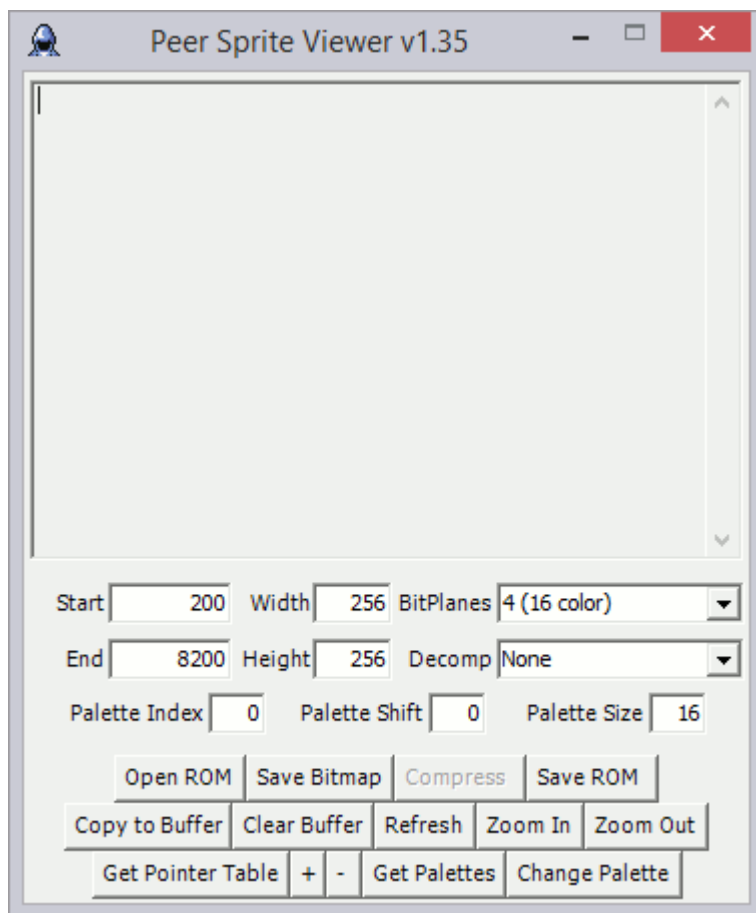 Peer Sprite Viewer v1.35
Start 200 Width 256 BitPlanes 4 (16 color)
End 8200 Height 256 Decomp None
Palette Index 0 Palette Shift 0 Palette Size 16
Open ROM Save Bitmap Compress Save ROM
Copy to Buffer Clear Buffer Refresh Zoom In Zoom Out
Get Pointer Table + - Get Palettes Change Palette